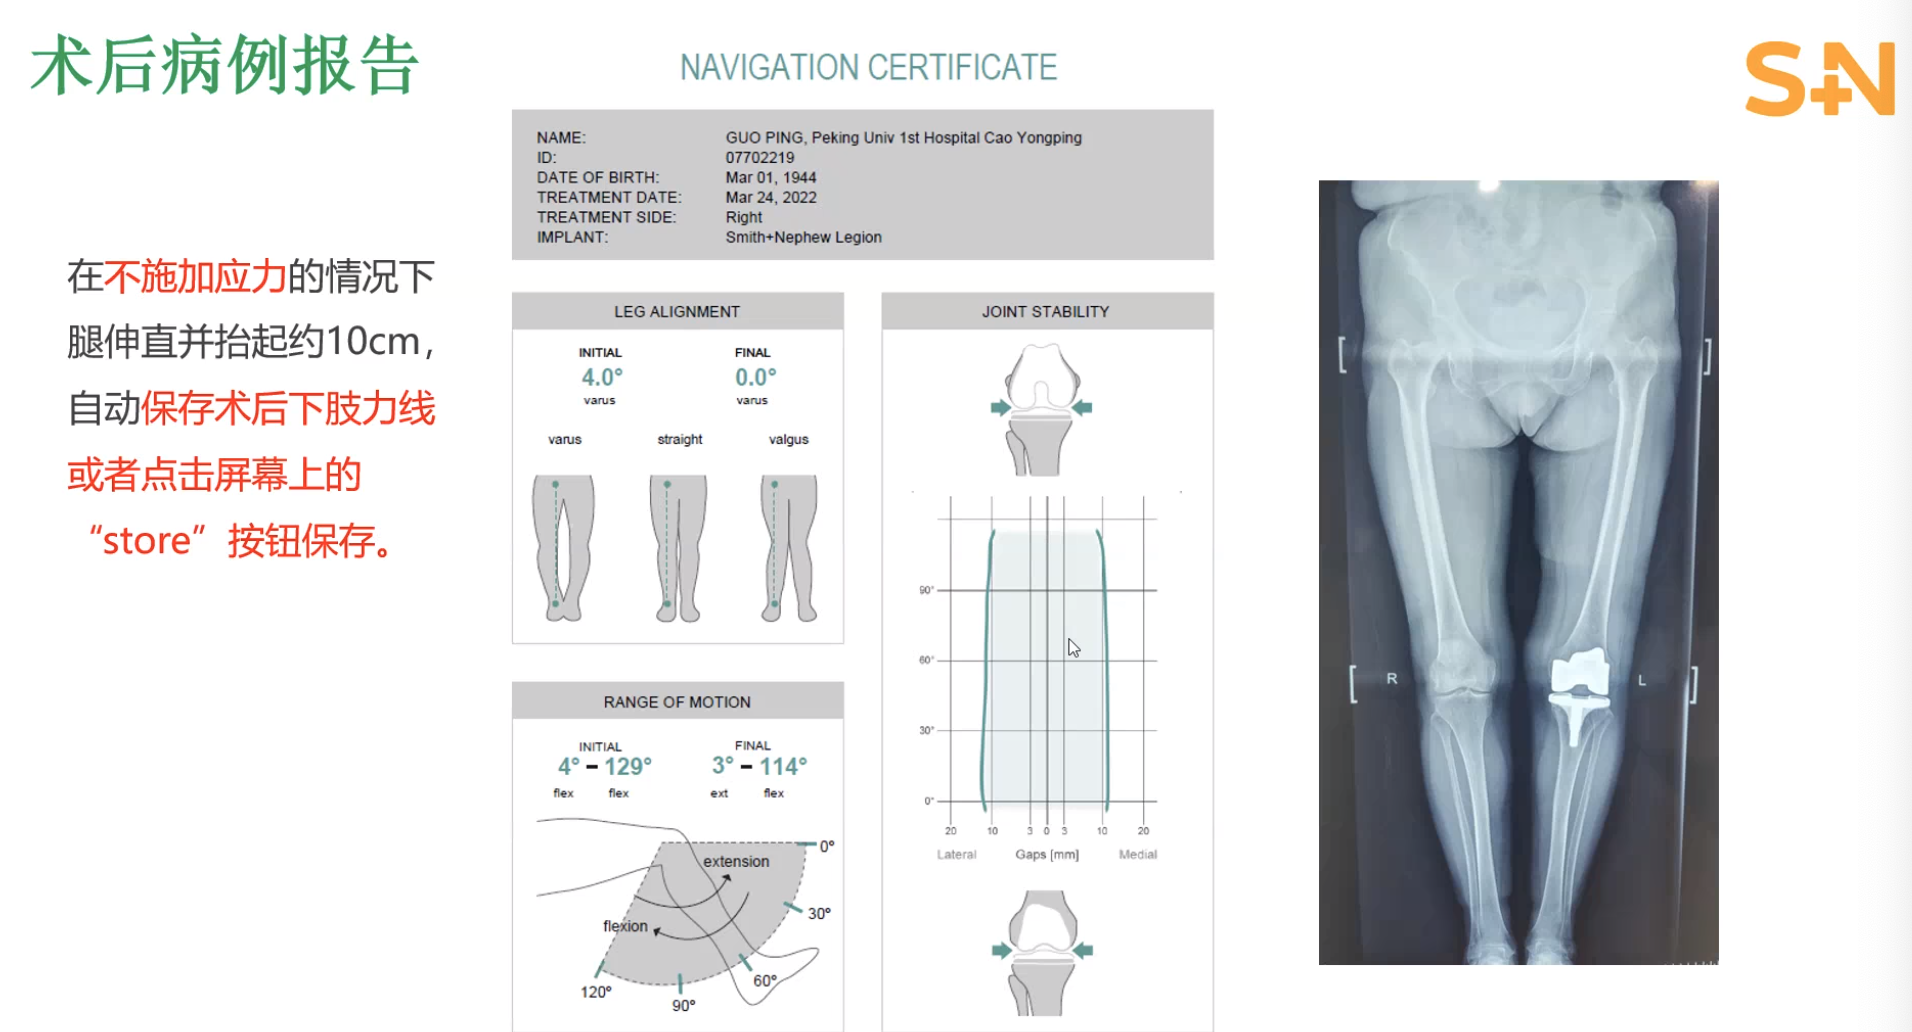 术后病例报告
NAVIGATION CERTIFICATE
S+N
在不施加应力的情况下
腿伸直并抬起约10cm，
自动保存术后下肢力线
或者点击屏幕上的
“store”按钮保存。
NAME: GUO PING, Peking Univ 1st Hospital Cao Yongping
ID: 07702219
DATE OF BIRTH: Mar 01, 1944
TREATMENT DATE: Mar 24, 2022
TREATMENT SIDE: Right
IMPLANT: Smith+Nephew Legion
LEG ALIGNMENT
INITIAL FINAL
4.0° 0.0°
varus varus
varus straight valgus
RANGE OF MOTION
INITIAL FINAL
4° - 129° 3° - 114°
flex flex ext flex
0°
extension
30°
flexion
60°
120°
90°
JOINT STABILITY
90°
60°
30°
0°
20 10 3 0 3 10 20
Lateral Gaps [mm] Medial
[ ]
[ R L ]